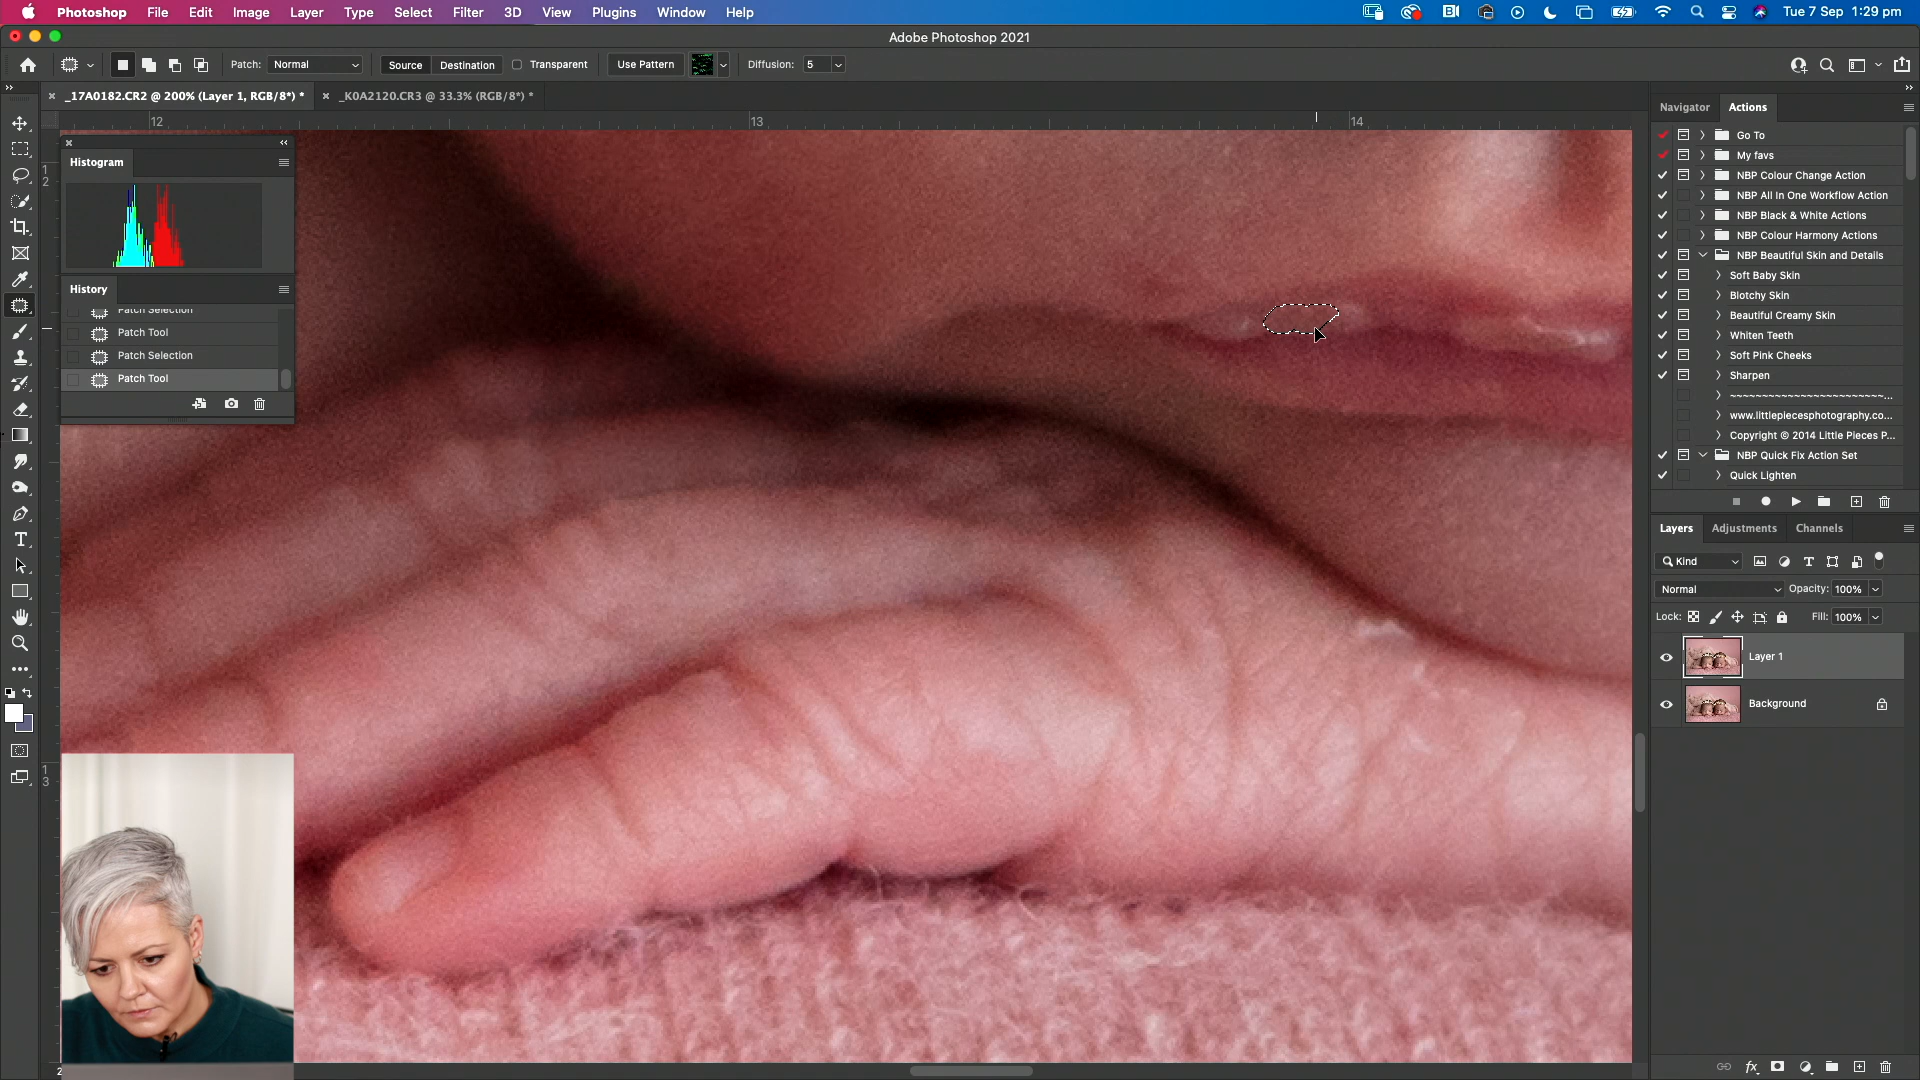 Photoshop File Edit Image Layer Type Select Filter 3D View Plugins Window Help Tue 7 Sep 1:29 pm
Adobe Photoshop 2021
Patch: Normal Source Destination Transparent Use Pattern Diffusion: 5
_17A0182.CR2 @ 200% (Layer 1, RGB/8*) * _K0A2120.CR3 @ 33.3% (RGB/8*) *
12 13 14
1
2
1
3
Histogram
History
Patch Selection
Patch Tool
Patch Selection
Patch Tool
Navigator Actions
Go To
My favs
NBP Colour Change Action
NBP All In One Workflow Action
NBP Black & White Actions
NBP Colour Harmony Actions
NBP Beautiful Skin and Details
Soft Baby Skin
Blotchy Skin
Beautiful Creamy Skin
Whiten Teeth
Soft Pink Cheeks
Sharpen
www.littlepiecesphotography.co...
Copyright © 2014 Little Pieces P...
NBP Quick Fix Action Set
Quick Lighten
Layers Adjustments Channels
Kind
Normal Opacity: 100%
Lock: Fill: 100%
Layer 1
Background